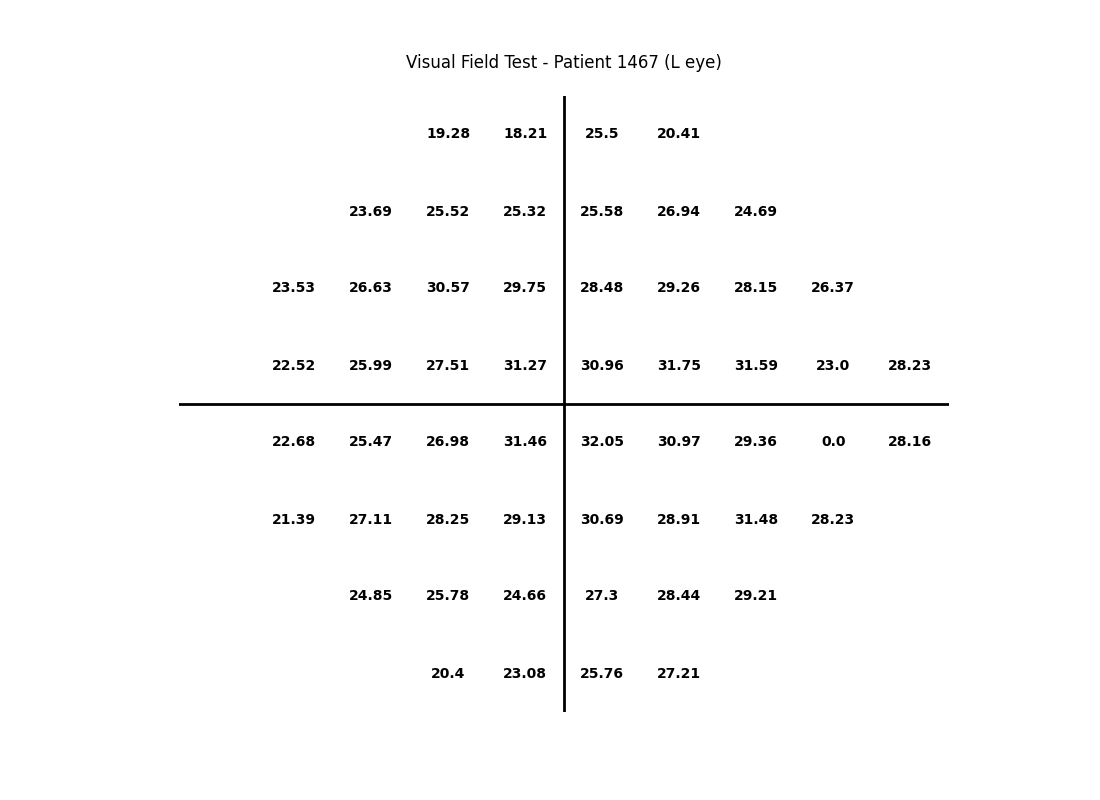 Visual Field Test - Patient 1467 (L eye)
19.28 18.21 25.5 20.41
23.69 25.52 25.32 25.58 26.94 24.69
23.53 26.63 30.57 29.75 28.48 29.26 28.15 26.37
22.52 25.99 27.51 31.27 30.96 31.75 31.59 23.0 28.23
22.68 25.47 26.98 31.46 32.05 30.97 29.36 0.0 28.16
21.39 27.11 28.25 29.13 30.69 28.91 31.48 28.23
24.85 25.78 24.66 27.3 28.44 29.21
20.4 23.08 25.76 27.21